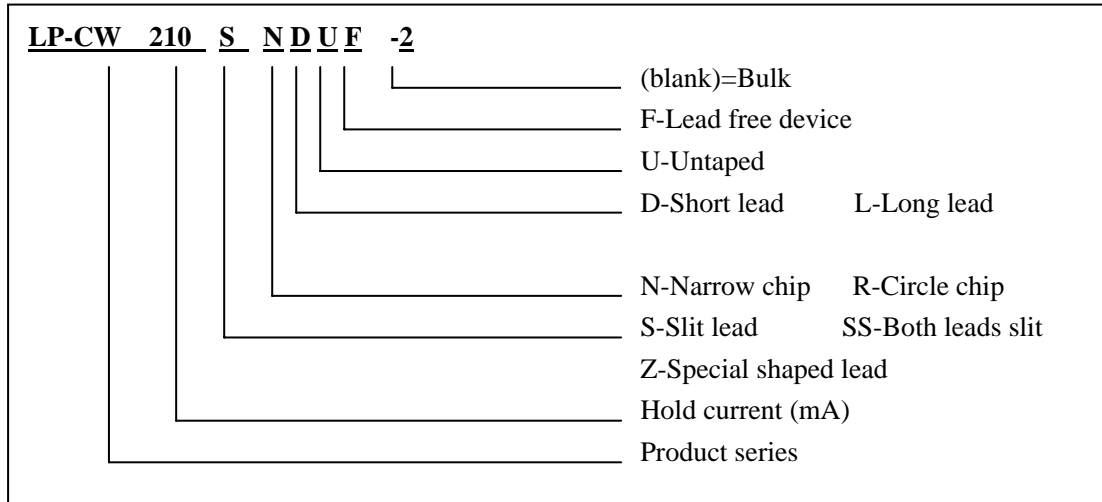 LP-CW 210 S N D U F -2
(blank)=Bulk
F-Lead free device
U-Untaped
D-Short lead L-Long lead
N-Narrow chip R-Circle chip
S-Slit lead SS-Both leads slit
Z-Special shaped lead
Hold current (mA)
Product series